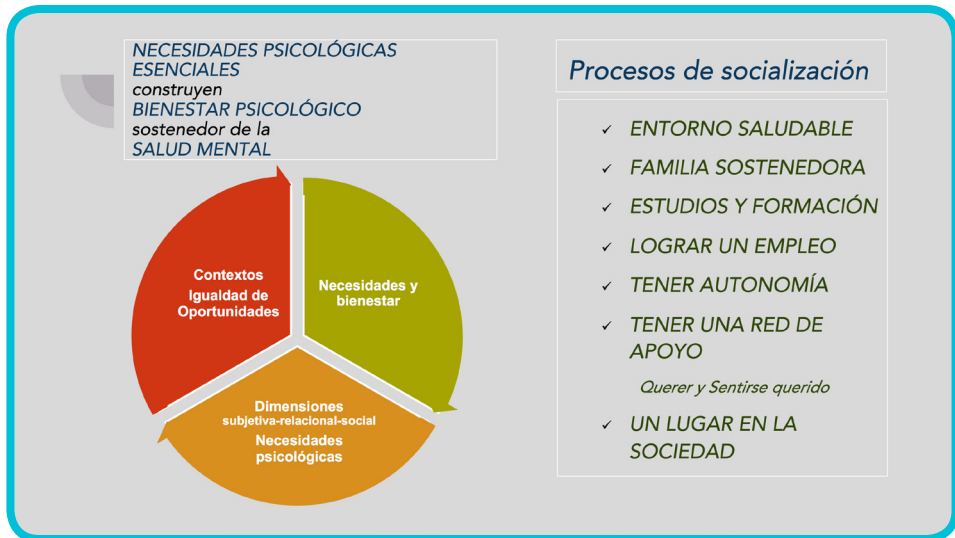 NECESIDADES PSICOLÓGICAS
ESENCIALES
construyen
BIENESTAR PSICOLÓGICO
sostenedor de la
SALUD MENTAL
Contextos
Igualdad de
Oportunidades
Necesidades y
bienestar
Dimensiones
subjetiva-relacional-social
Necesidades
psicológicas
Procesos de socialización
✓ ENTORNO SALUDABLE
✓ FAMILIA SOSTENEDORA
✓ ESTUDIOS Y FORMACIÓN
✓ LOGRAR UN EMPLEO
✓ TENER AUTONOMÍA
✓ TENER UNA RED DE
APOYO
Querer y Sentirse querido
✓ UN LUGAR EN LA
SOCIEDAD